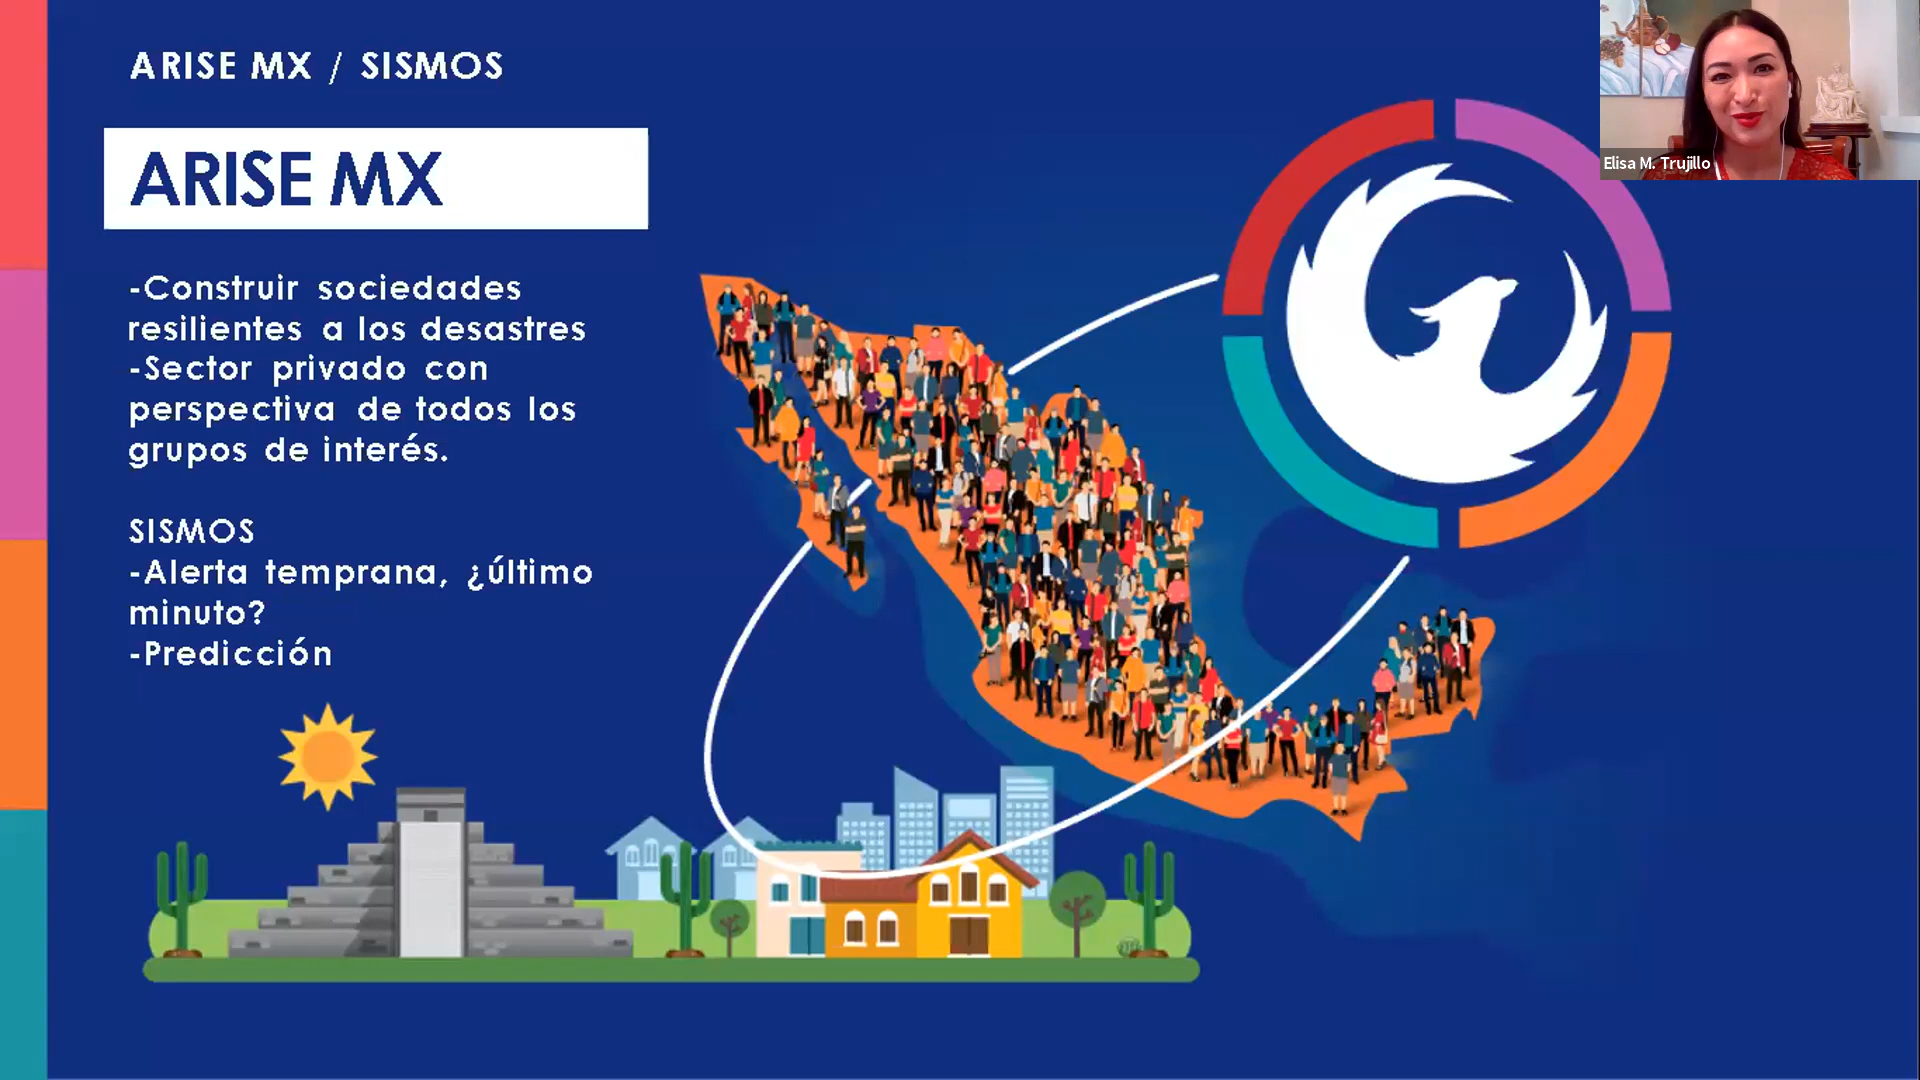 ARISE MX / SISMOS
ARISE MX
-Construir sociedades
resilientes a los desastres
-Sector privado con
perspectiva de todos los
grupos de interés.
SISMOS
-Alerta temprana, ¿último
minuto?
-Predicción
Elisa M. Trujillo